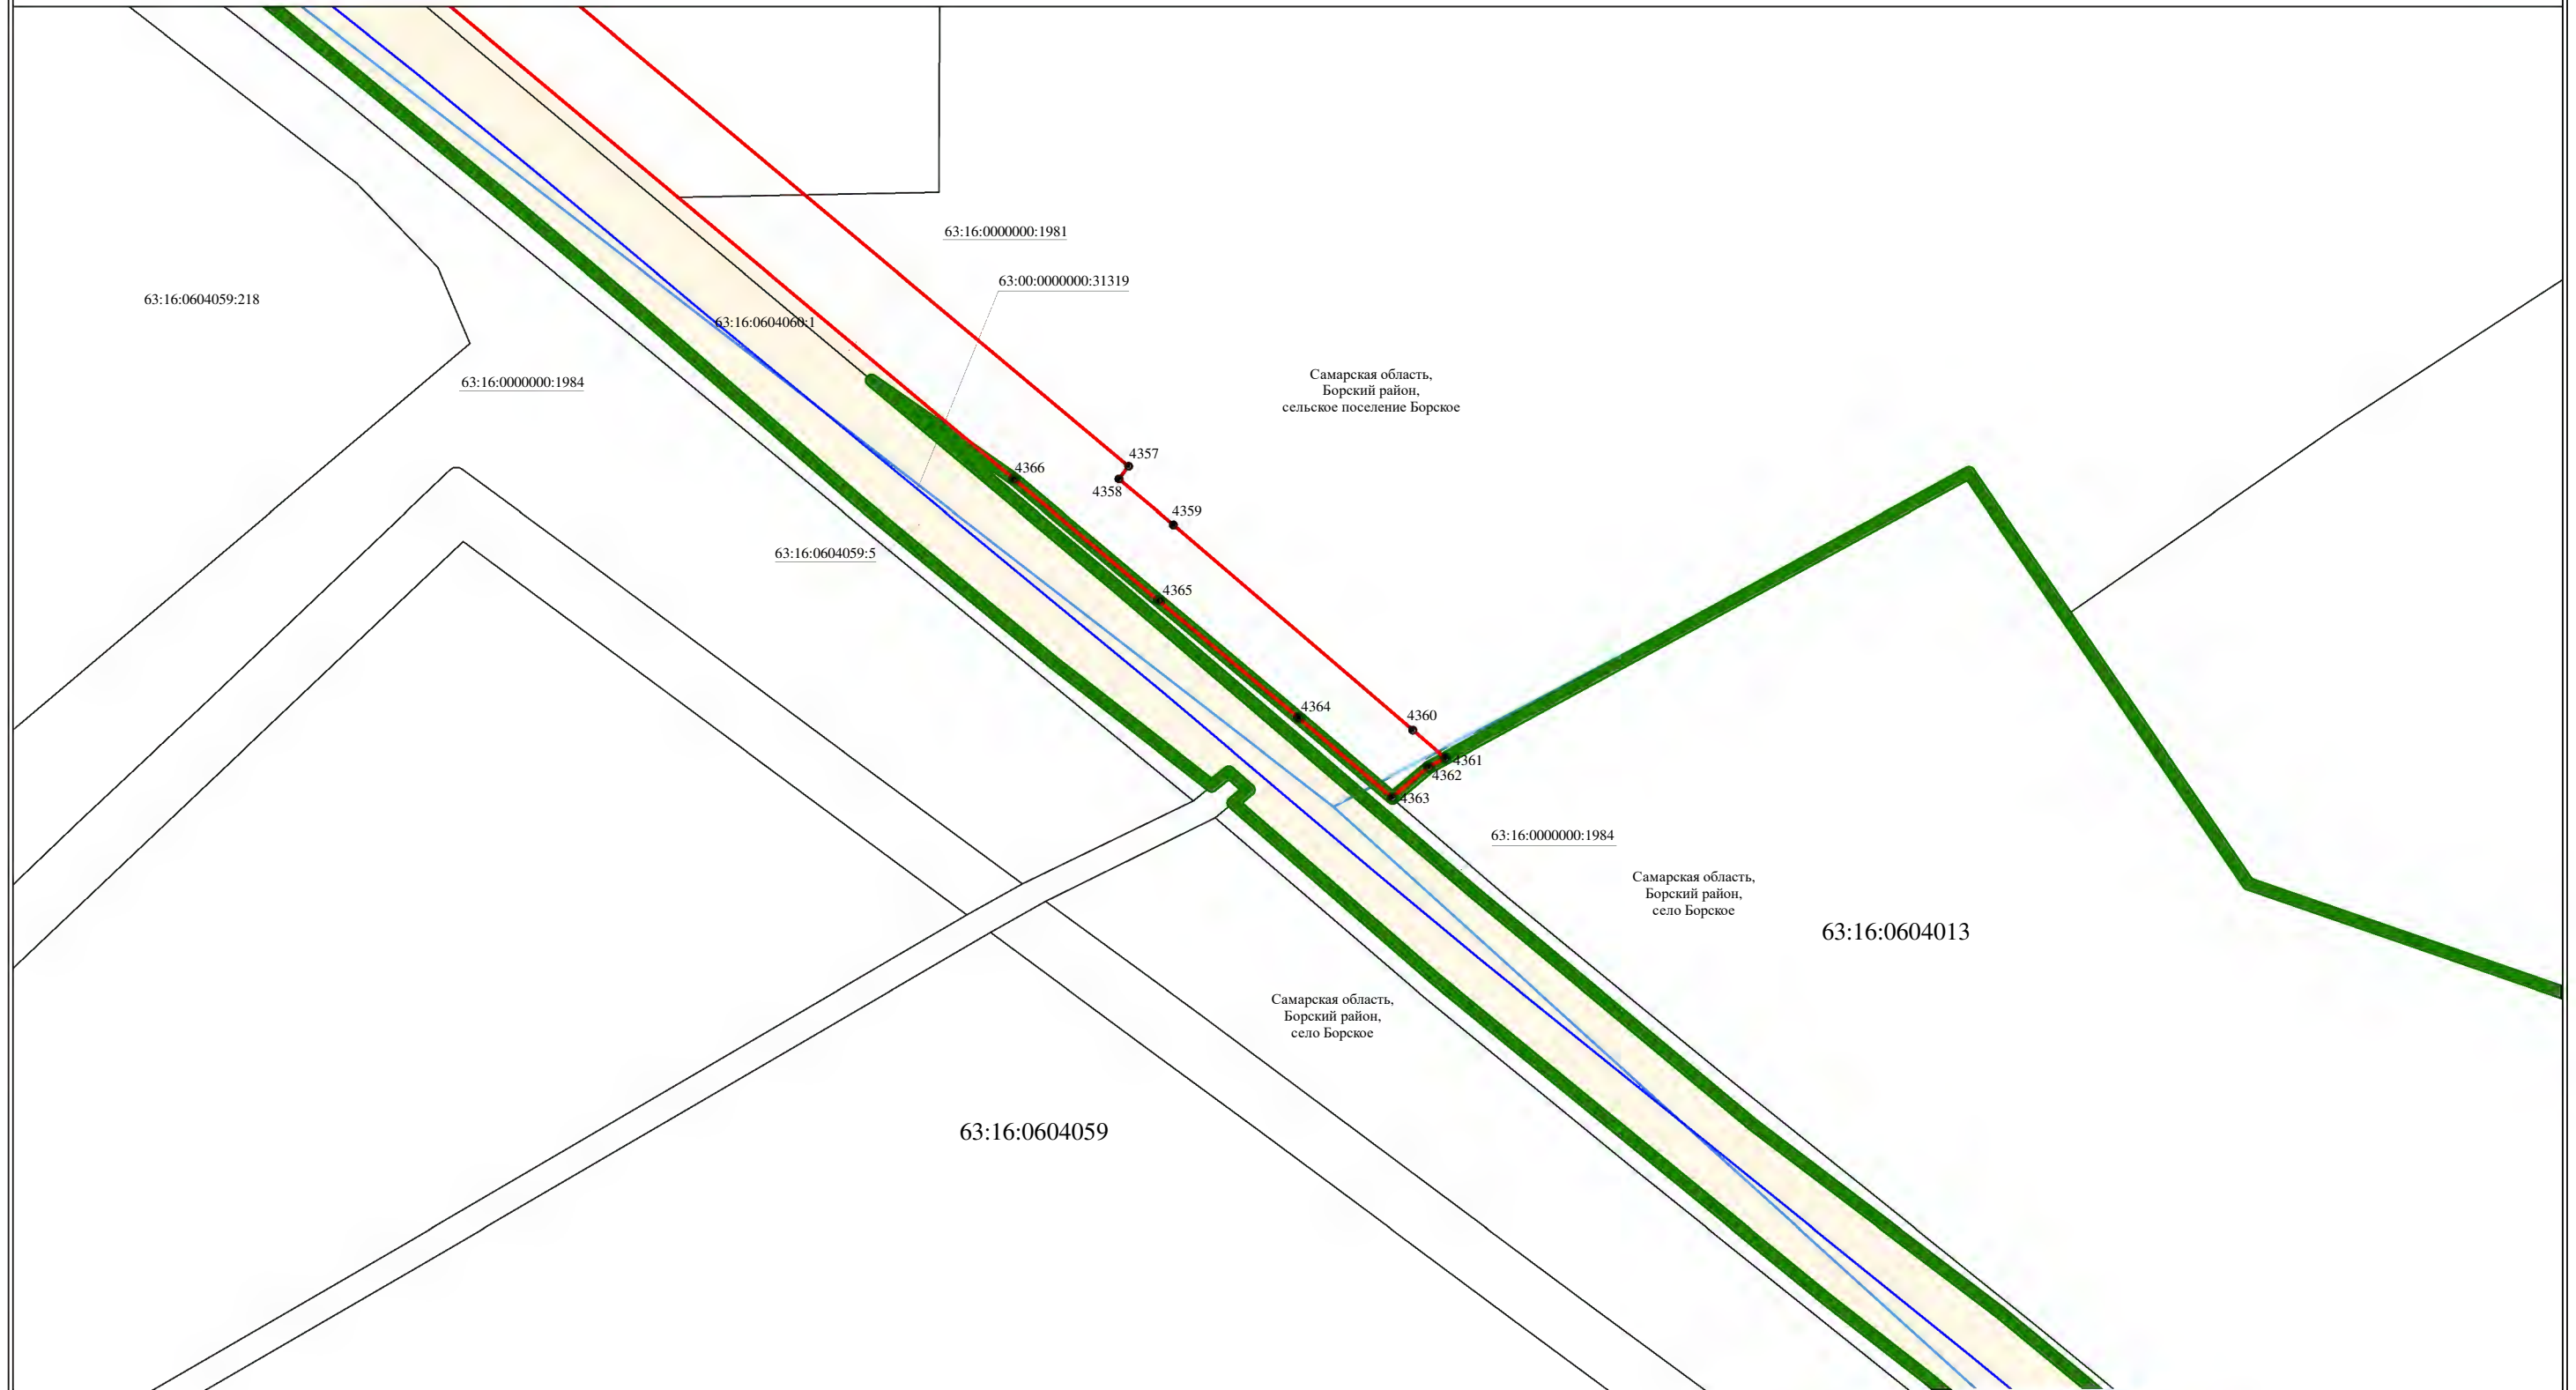 63:16:0000000:1981
63:00:0000000:31319
63:16:0604059:218
63:16:0604060:1
63:16:0000000:1984
Самарская область,
Борский район,
сельское поселение Борское
4357
4366
4358
4359
63:16:0604059:5
4365
4364
4360
4361
4362
4363
63:16:0000000:1984
Самарская область,
Борский район,
село Борское
63:16:0604013
Самарская область,
Борский район,
село Борское
63:16:0604059